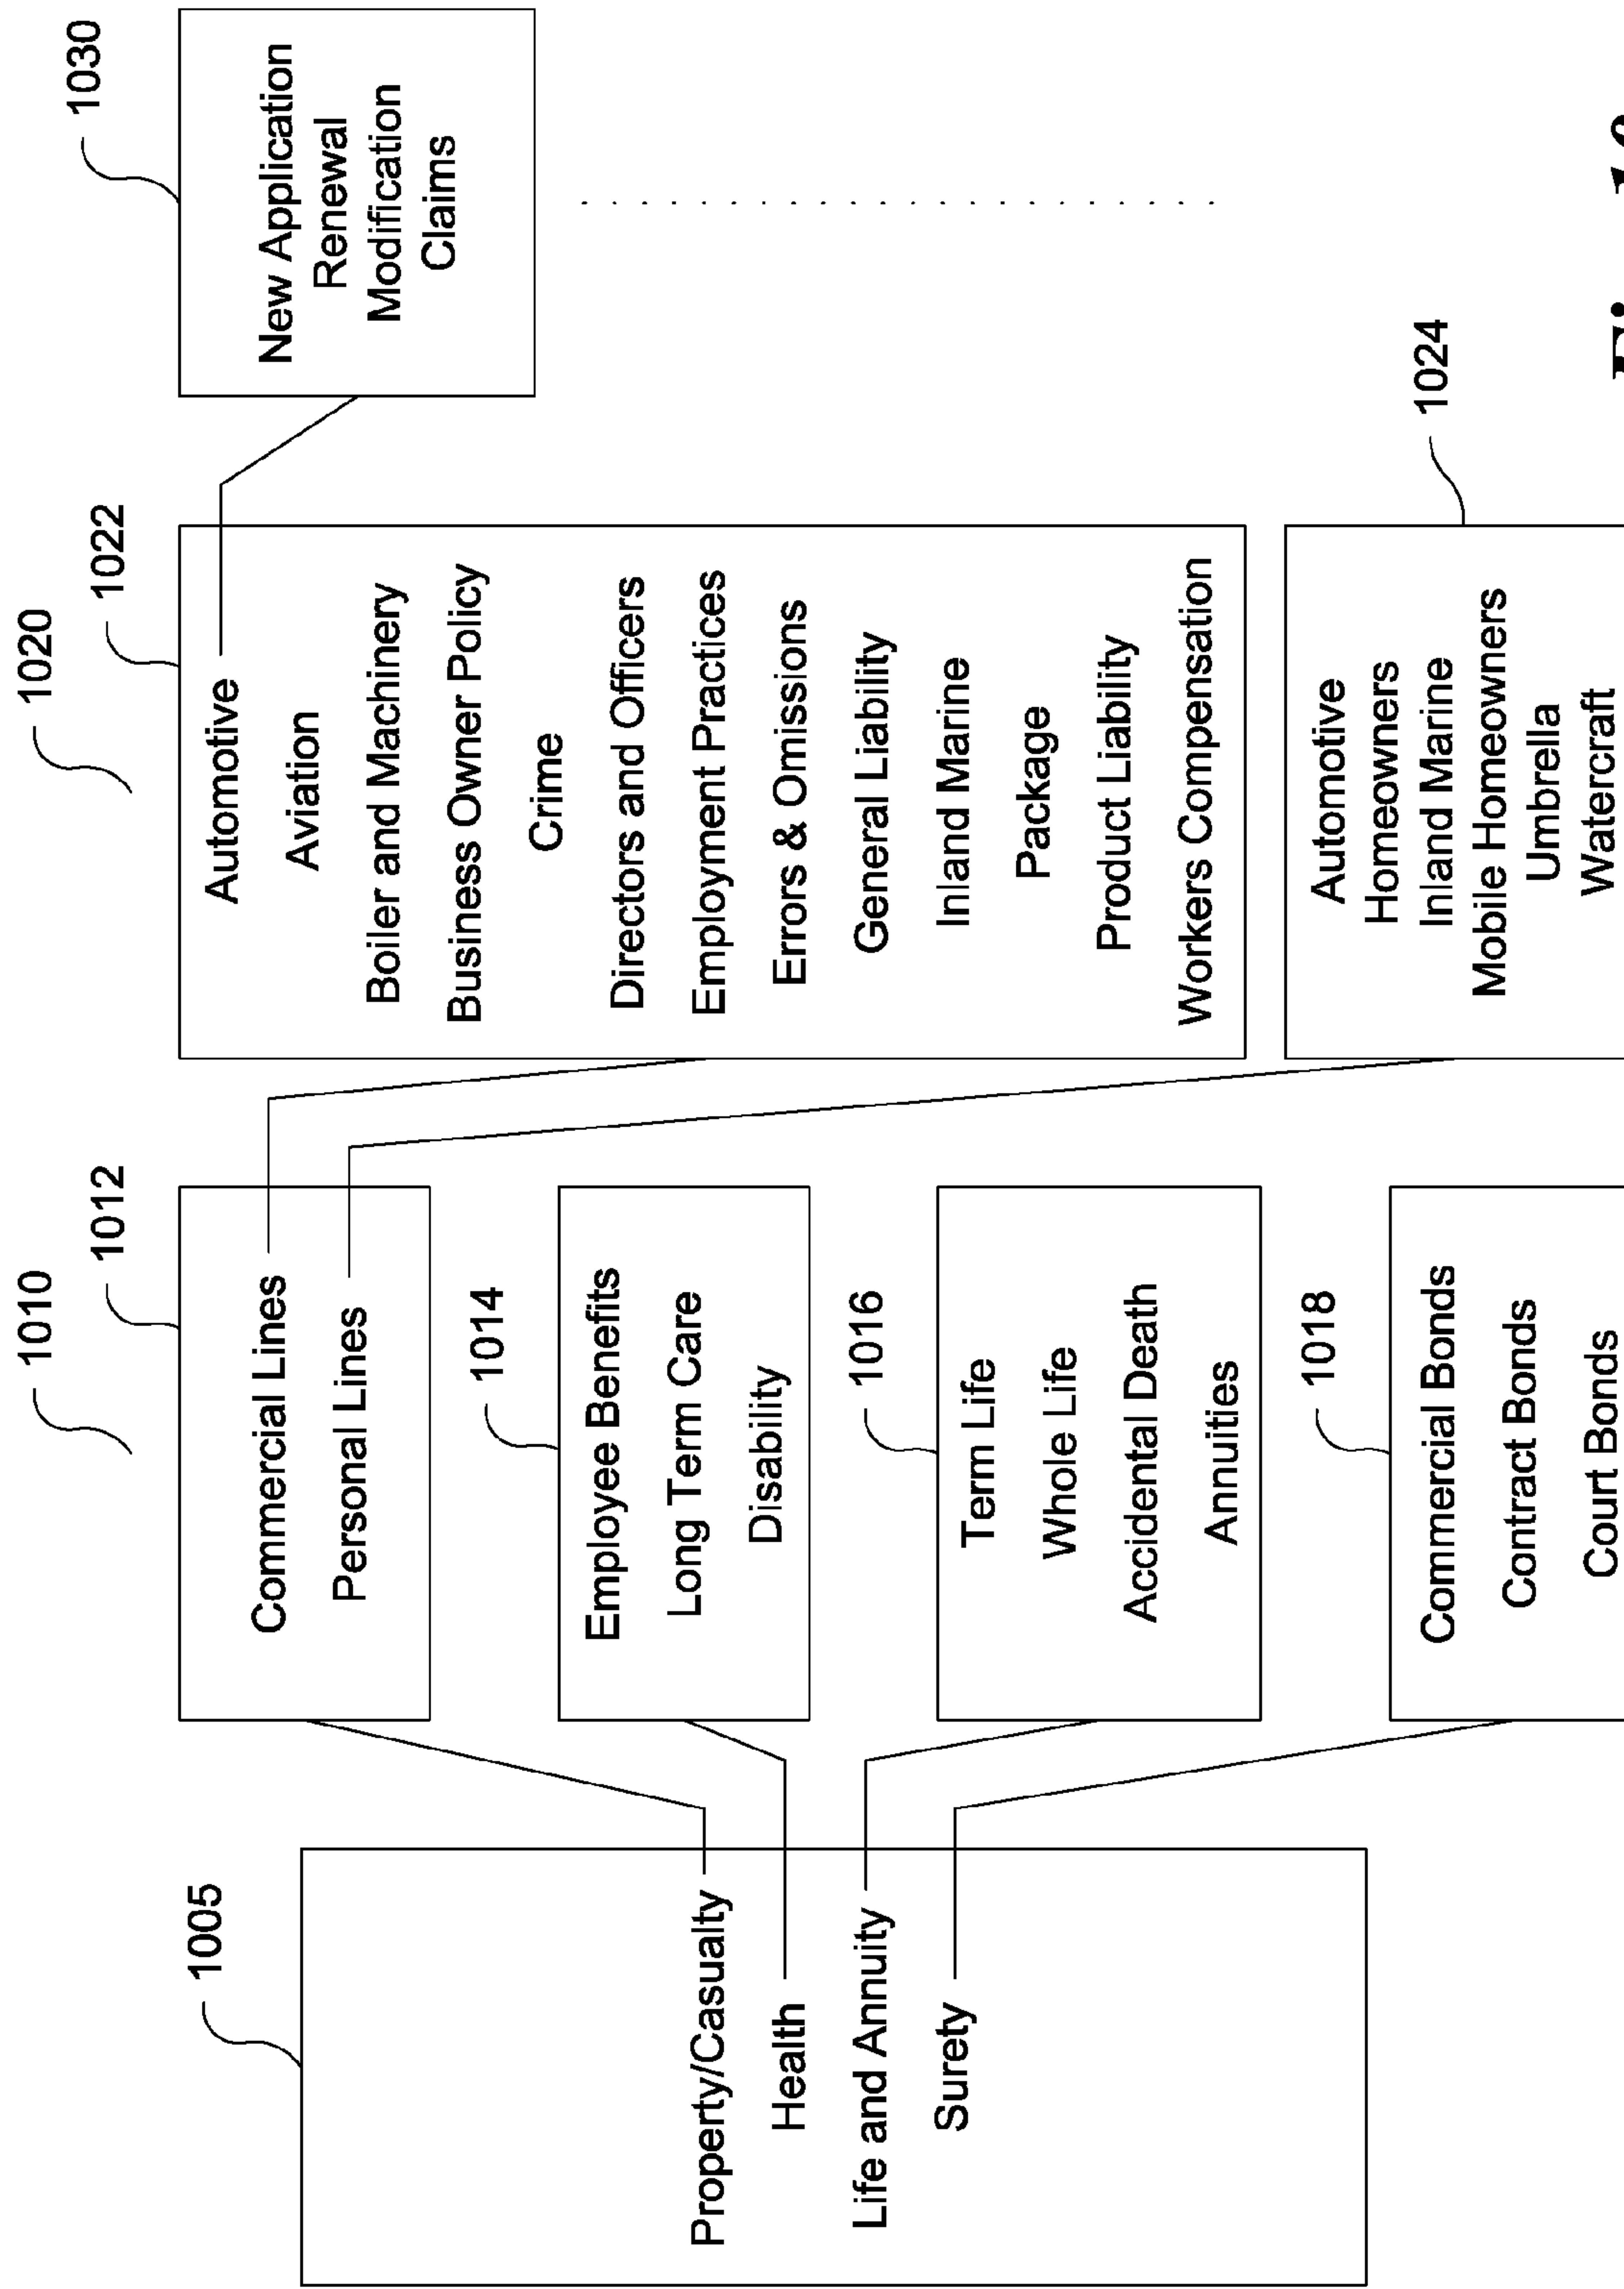 1005
Property/Casualty
Health
Life and Annuity
Surety
1010
1012
Commercial Lines
Personal Lines
1014
Employee Benefits
Long Term Care
Disability
1016
Term Life
Whole Life
Accidental Death
Annuities
1018
Commercial Bonds
Contract Bonds
Court Bonds
1020
1022
Automotive
Aviation
Boiler and Machinery
Business Owner Policy
Crime
Directors and Officers
Employment Practices
Errors & Omissions
General Liability
Inland Marine
Package
Product Liability
Workers Compensation
1024
Automotive
Homeowners
Inland Marine
Mobile Homeowners
Umbrella
Watercraft
1030
New Application
Renewal
Modification
Claims